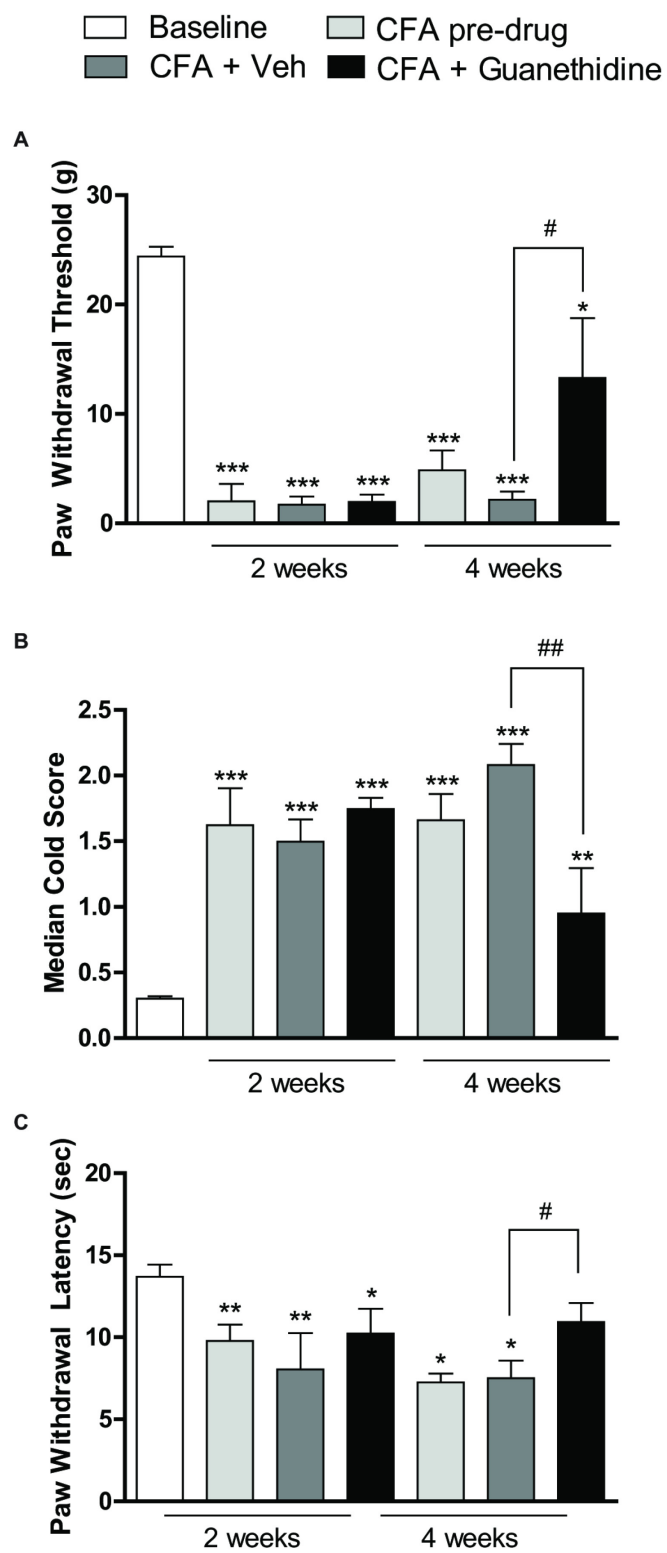 Baseline
CFA pre-drug
CFA + Veh
CFA + Guanethidine
A
Paw Withdrawal Threshold (g)
30
20
10
0
***
***
***
***
***
*
#
2 weeks
4 weeks
B
Median Cold Score
2.5
2.0
1.5
1.0
0.5
0.0
***
***
***
***
***
**
##
2 weeks
4 weeks
C
Paw Withdrawal Latency (sec)
20
15
10
5
0
**
**
*
*
*
#
2 weeks
4 weeks